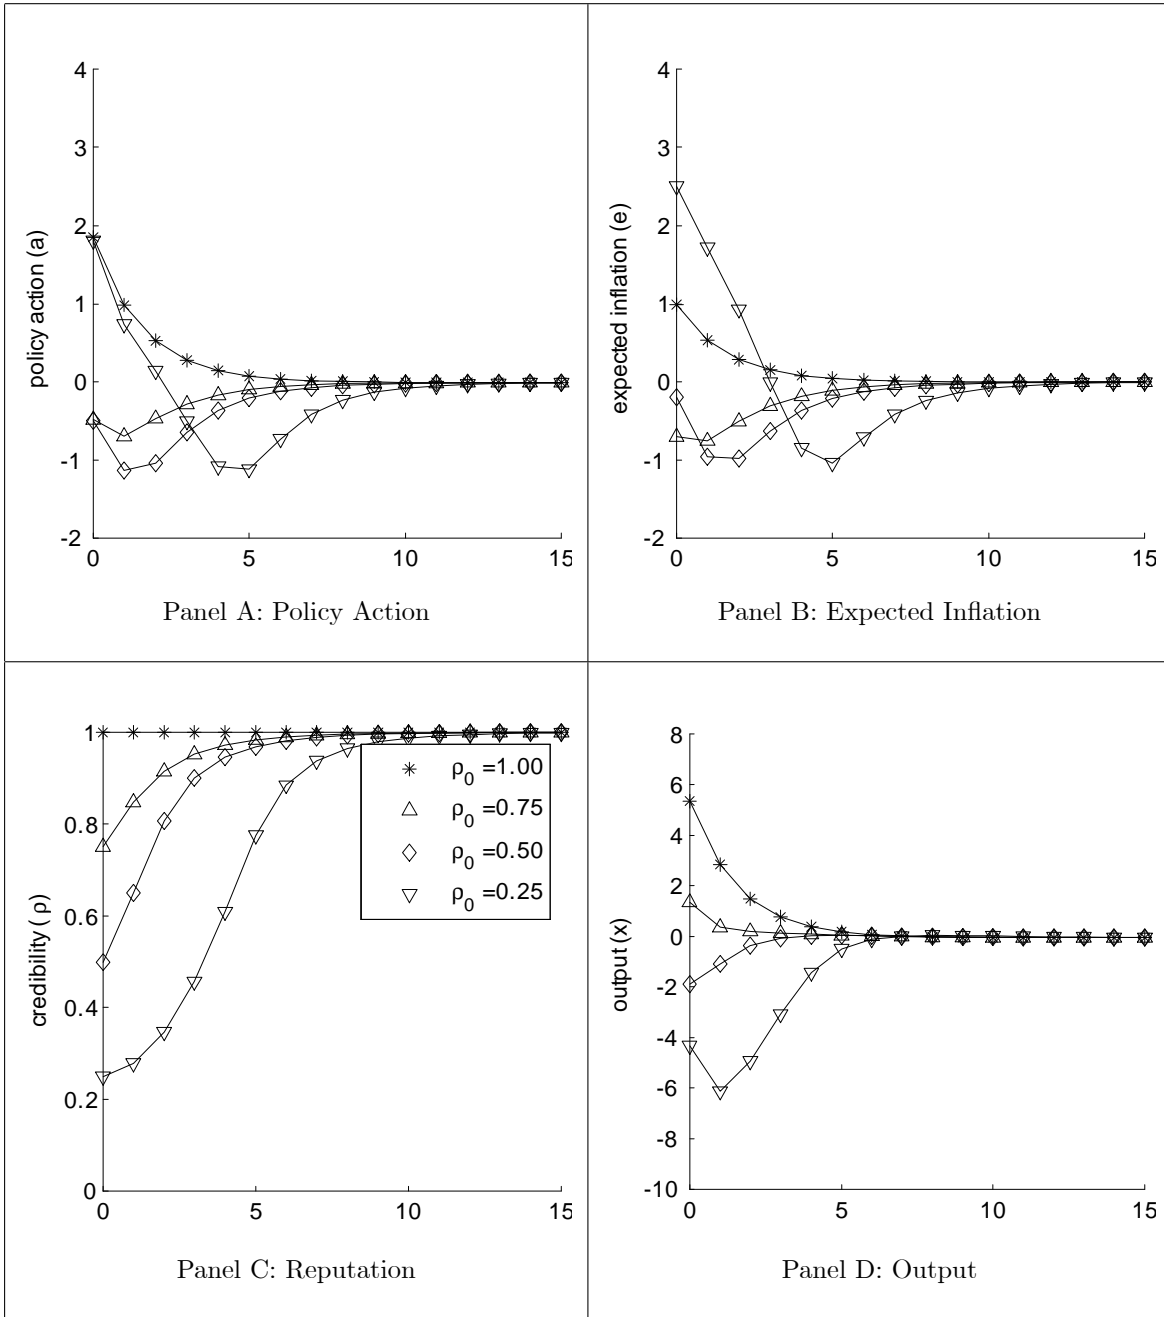 4
3
2
1
0
-1
-2
policy action (a)
0 5 10 15
Panel A: Policy Action
4
3
2
1
0
-1
-2
expected inflation (e)
0 5 10 15
Panel B: Expected Inflation
1
0.8
0.6
0.4
0.2
0
credibility ( ρ)
ρ0 =1.00
ρ0 =0.75
ρ0 =0.50
ρ0 =0.25
0 5 10 15
Panel C: Reputation
8
6
4
2
0
-2
-4
-6
-8
-10
output (x)
0 5 10 15
Panel D: Output